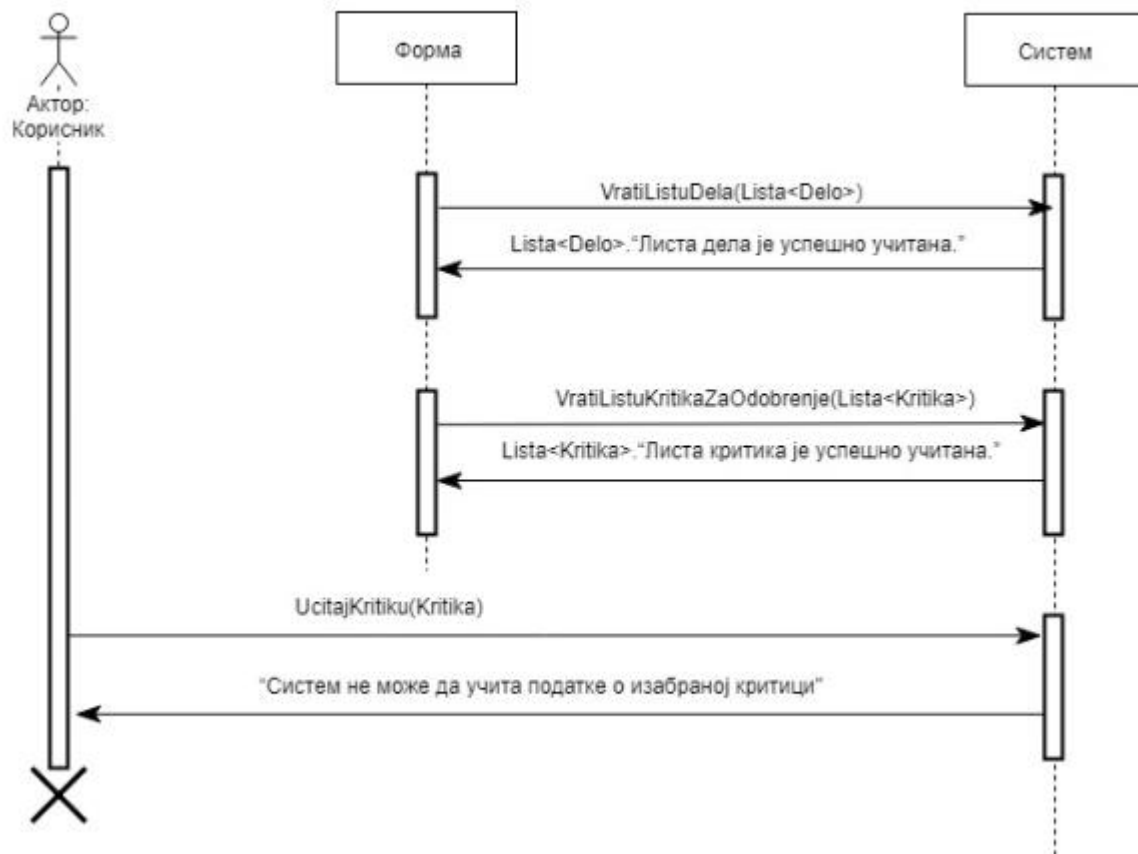 Форма
Систем
Актор:
Корисник
VratiListuDela(Lista<Delo>)
Lista<Delo>.“Листа дела је успешно учитана.”
VratiListuKritikaZaOdobrenje(Lista<Kritika>)
Lista<Kritika>.“Листа критика је успешно учитана.”
UcitajKritiku(Kritika)
“Систем не може да учита податке о изабраној критици”